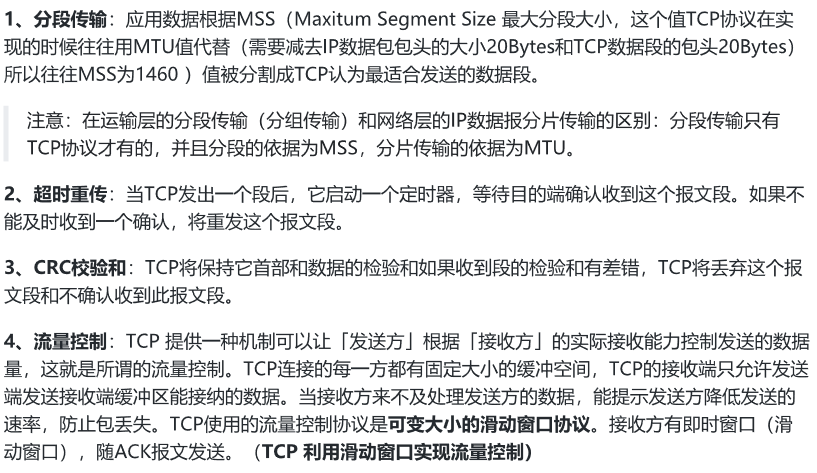 1、分段传输：应用数据根据MSS（Maxitum Segment Size 最大分段大小，这个值TCP协议在实
现的时候往往用MTU值代替（需要减去IP数据包包头的大小20Bytes和TCP数据段的包头20Bytes）
所以往往MSS为1460 ）值被分割成TCP认为最适合发送的数据段。
注意：在运输层的分段传输（分组传输）和网络层的IP数据报分片传输的区别：分段传输只有
TCP协议才有的，并且分段的依据为MSS，分片传输的依据为MTU。
2、超时重传：当TCP发出一个段后，它启动一个定时器，等待目的端确认收到这个报文段。如果不
能及时收到一个确认，将重发这个报文段。
3、CRC校验和：TCP将保持它首部和数据的检验和如果收到段的检验和有差错，TCP将丢弃这个报
文段和不确认收到此报文段。
4、流量控制：TCP 提供一种机制可以让「发送方」根据「接收方」的实际接收能力控制发送的数据
量，这就是所谓的流量控制。TCP连接的每一方都有固定大小的缓冲空间，TCP的接收端只允许发送
端发送接收端缓冲区能接纳的数据。当接收方来不及处理发送方的数据，能提示发送方降低发送的
速率，防止包丢失。TCP使用的流量控制协议是可变大小的滑动窗口协议。接收方有即时窗口（滑
动窗口），随ACK报文发送。（TCP 利用滑动窗口实现流量控制）